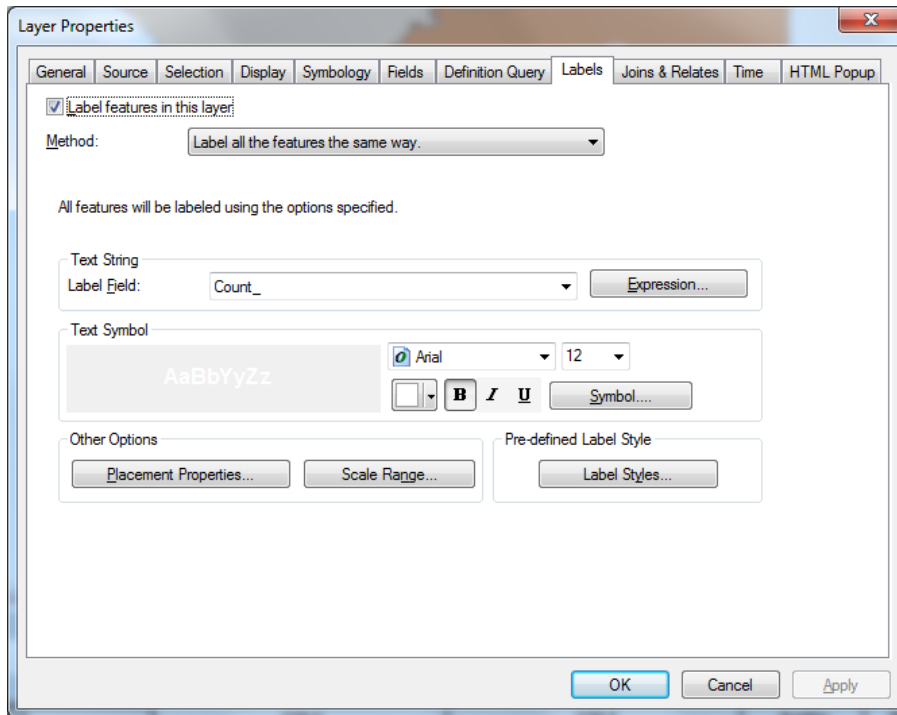 Layer Properties
General Source Selection Display Symbology Fields Definition Query Labels Joins & Relates Time HTML Popup
Label features in this layer
Method: Label all the features the same way.
All features will be labeled using the options specified.
Text String
Label Field: Count_ Expression...
Text Symbol
AaBbYyZz
Arial 12
B I U Symbol....
Other Options
Placement Properties... Scale Range...
Pre-defined Label Style
Label Styles...
OK Cancel Apply